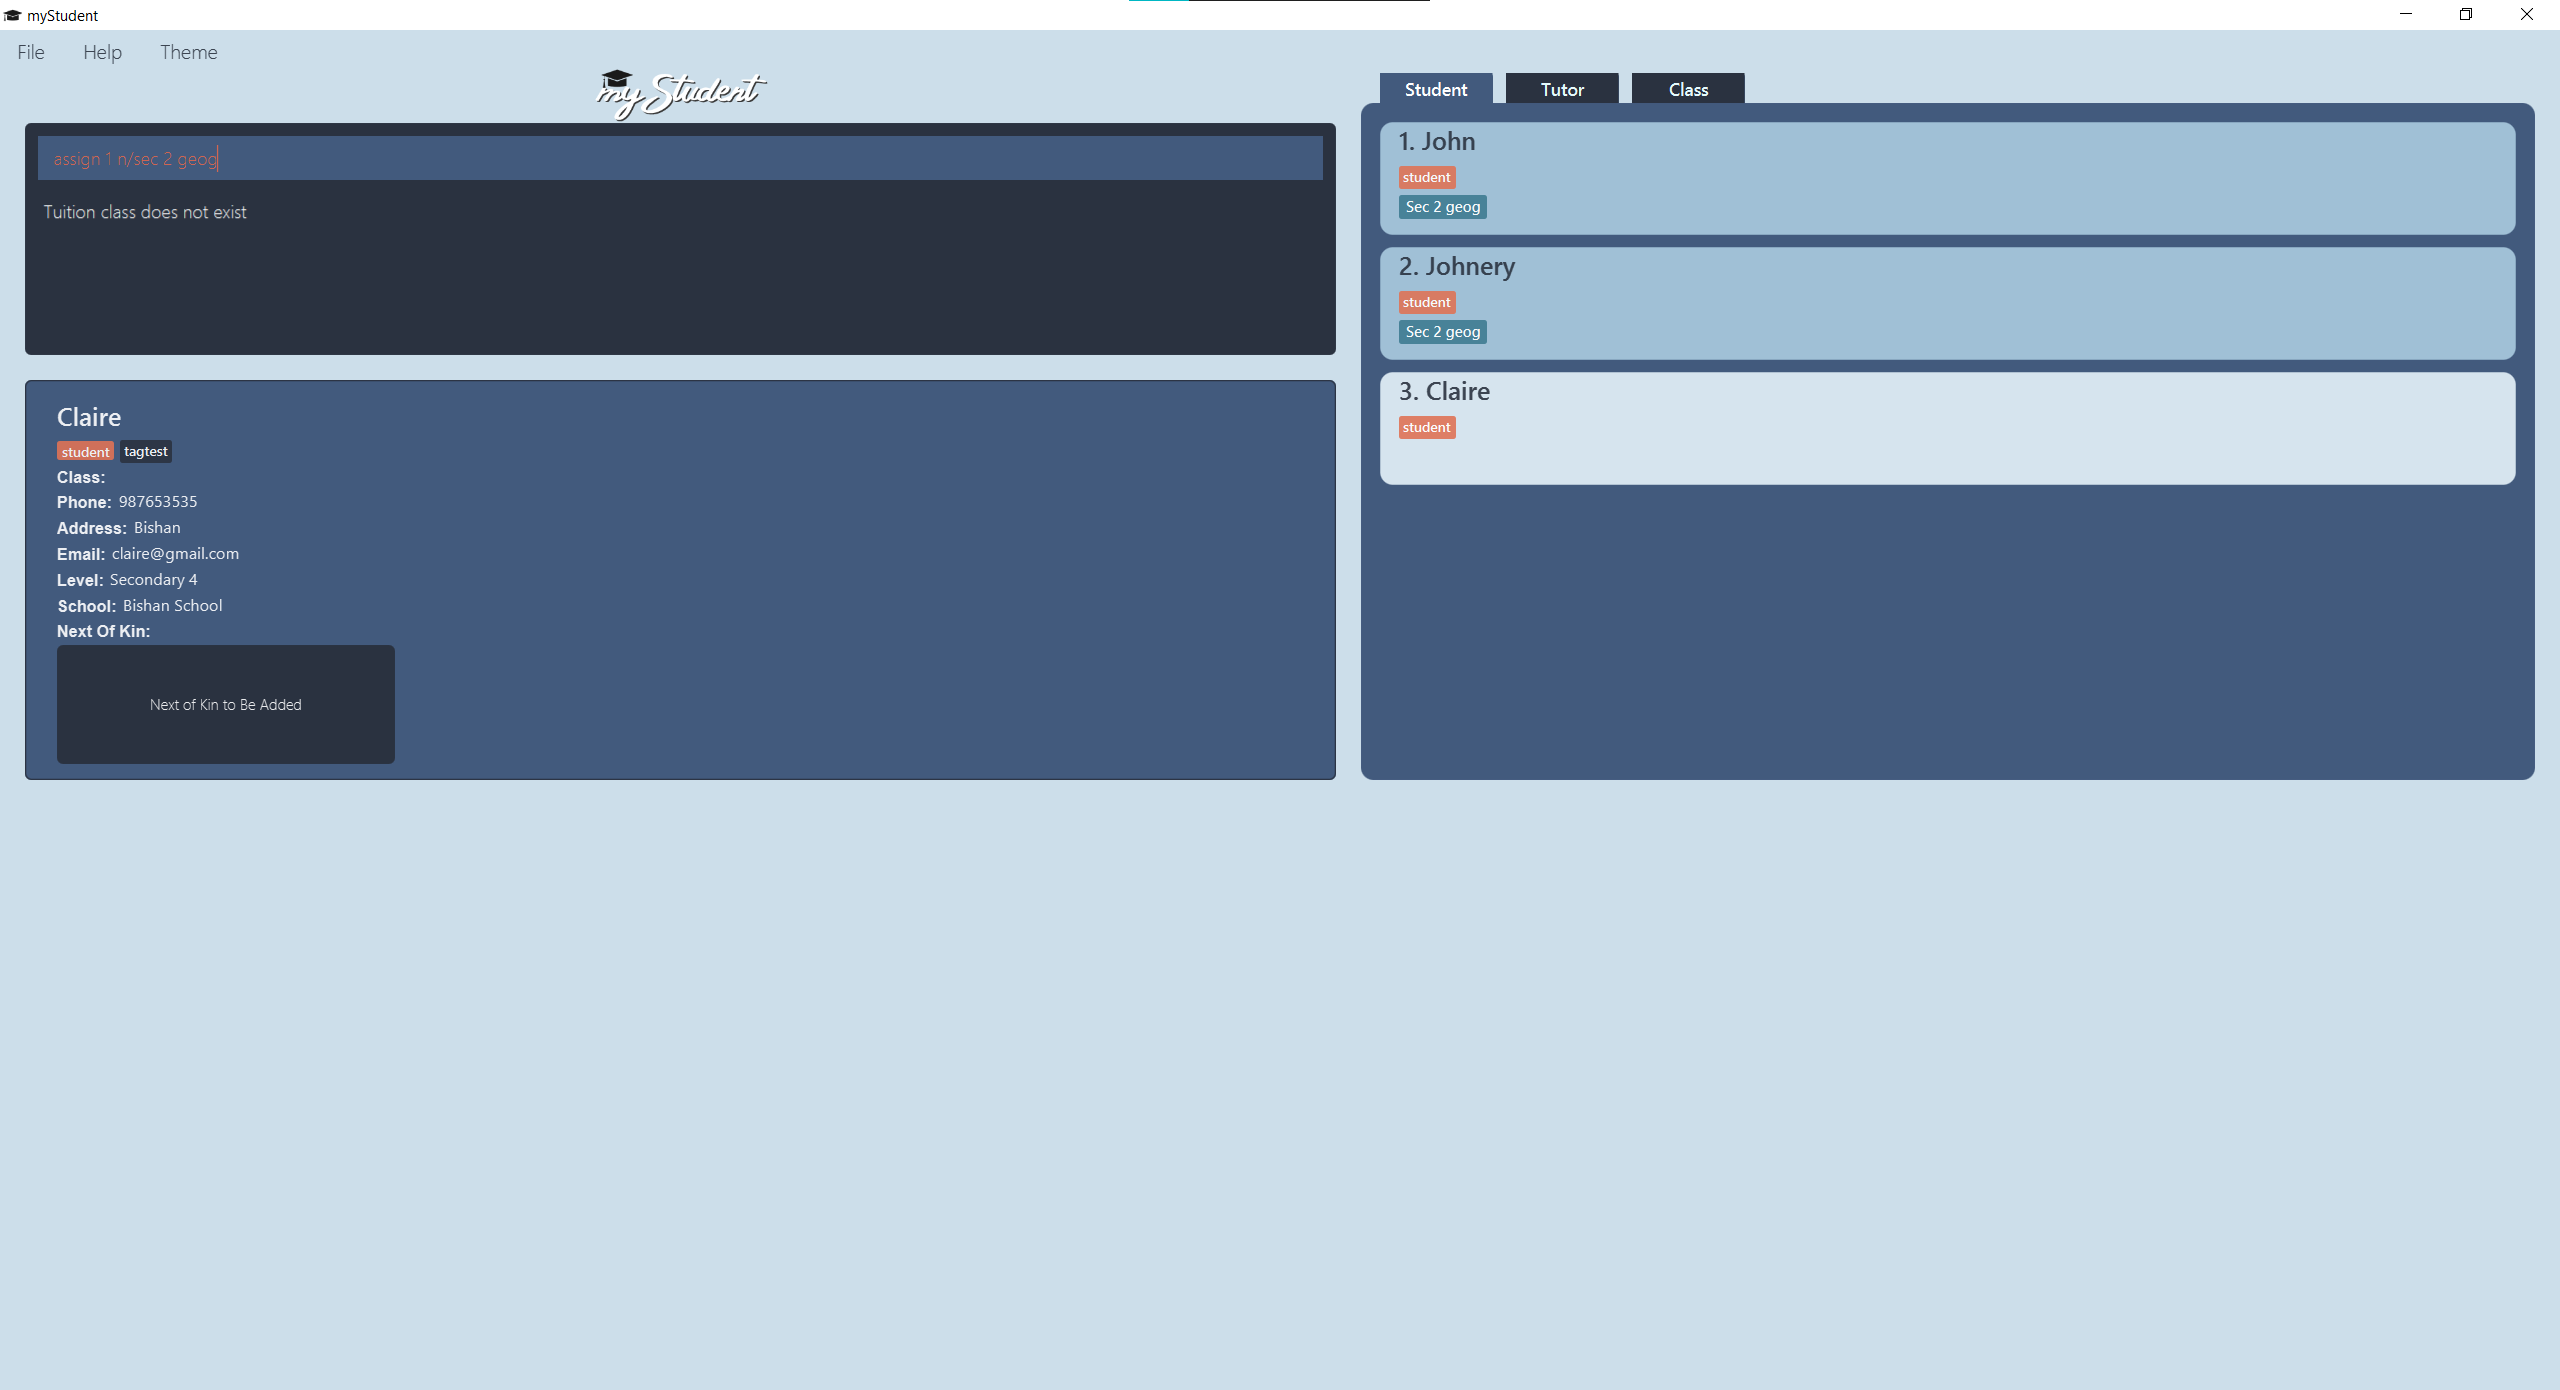 myStudent
File Help Theme
myStudent
assign 1 n/sec 2 geog
Tuition class does not exist
Claire
student tagtest
Class:
Phone: 987653535
Address: Bishan
Email: claire@gmail.com
Level: Secondary 4
School: Bishan School
Next Of Kin:
Next of Kin to Be Added
Student Tutor Class
1. John
student
Sec 2 geog
2. Johnery
student
Sec 2 geog
3. Claire
student